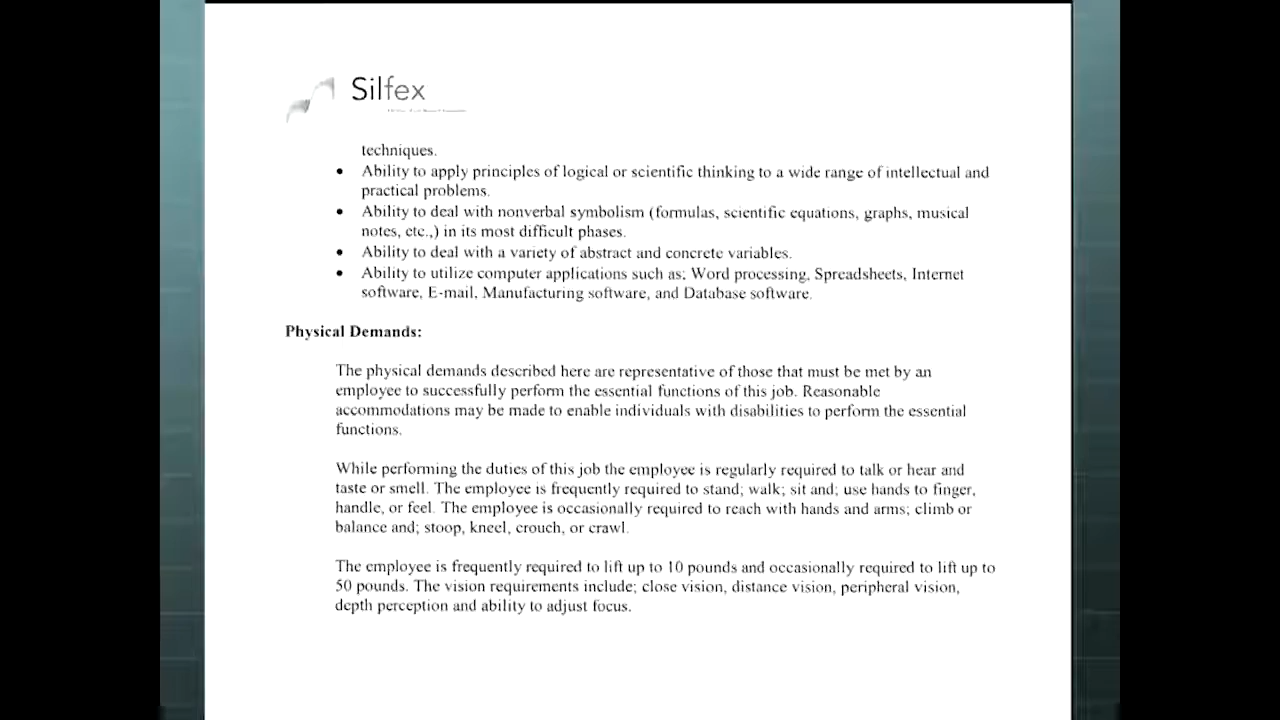 Silfex
techniques.
• Ability to apply principles of logical or scientific thinking to a wide range of intellectual and
practical problems.
• Ability to deal with nonverbal symbolism (formulas, scientific equations, graphs, musical
notes, etc.,) in its most difficult phases.
• Ability to deal with a variety of abstract and concrete variables.
• Ability to utilize computer applications such as: Word processing, Spreadsheets, Internet
software, E-mail, Manufacturing software, and Database software.
Physical Demands:
The physical demands described here are representative of those that must be met by an
employee to successfully perform the essential functions of this job. Reasonable
accommodations may be made to enable individuals with disabilities to perform the essential
functions.
While performing the duties of this job the employee is regularly required to talk or hear and
taste or smell. The employee is frequently required to stand; walk; sit and; use hands to finger,
handle, or feel. The employee is occasionally required to reach with hands and arms; climb or
balance and; stoop, kneel, crouch, or crawl.
The employee is frequently required to lift up to 10 pounds and occasionally required to lift up to
50 pounds. The vision requirements include; close vision, distance vision, peripheral vision,
depth perception and ability to adjust focus.